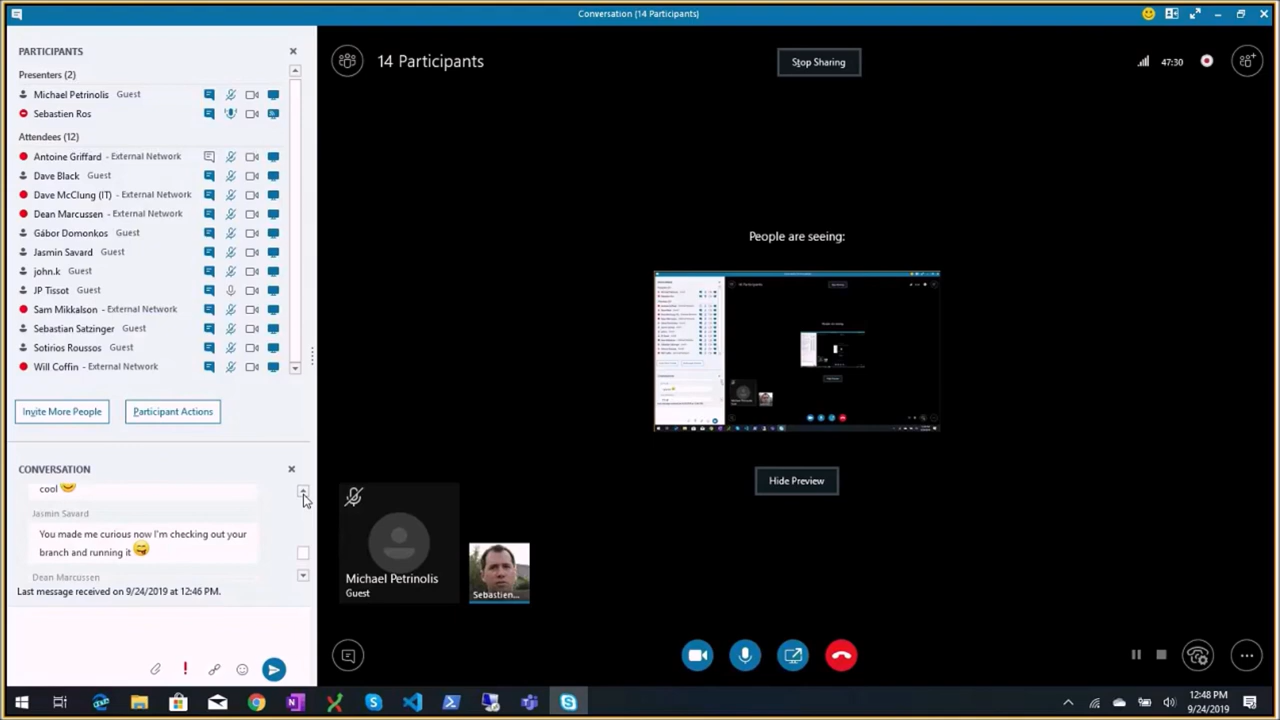 Conversation (14 Participants)
PARTICIPANTS
Presenters (2)
Michael Petrinolis Guest
Sebastien Ros
Attendees (12)
Antoine Griffard - External Network
Dave Black Guest
Dave McClung (IT) - External Network
Dean Marcussen - External Network
Gábor Domonkos Guest
Jasmin Savard Guest
john.k Guest
JP Tissot Guest
Sam Mikkalson - External Network
Sebastian Satzinger Guest
Sofiane Roussas Guest
Will Coffin - External Network
Invite More People
Participant Actions
CONVERSATION
cool
Jasmin Savard
You made me curious now I'm checking out your
branch and running it
Dean Marcussen
Last message received on 9/24/2019 at 12:46 PM.
14 Participants
Stop Sharing
47:30
People are seeing:
Hide Preview
Michael Petrinolis
Guest
Sebastien...
12:48 PM
9/24/2019